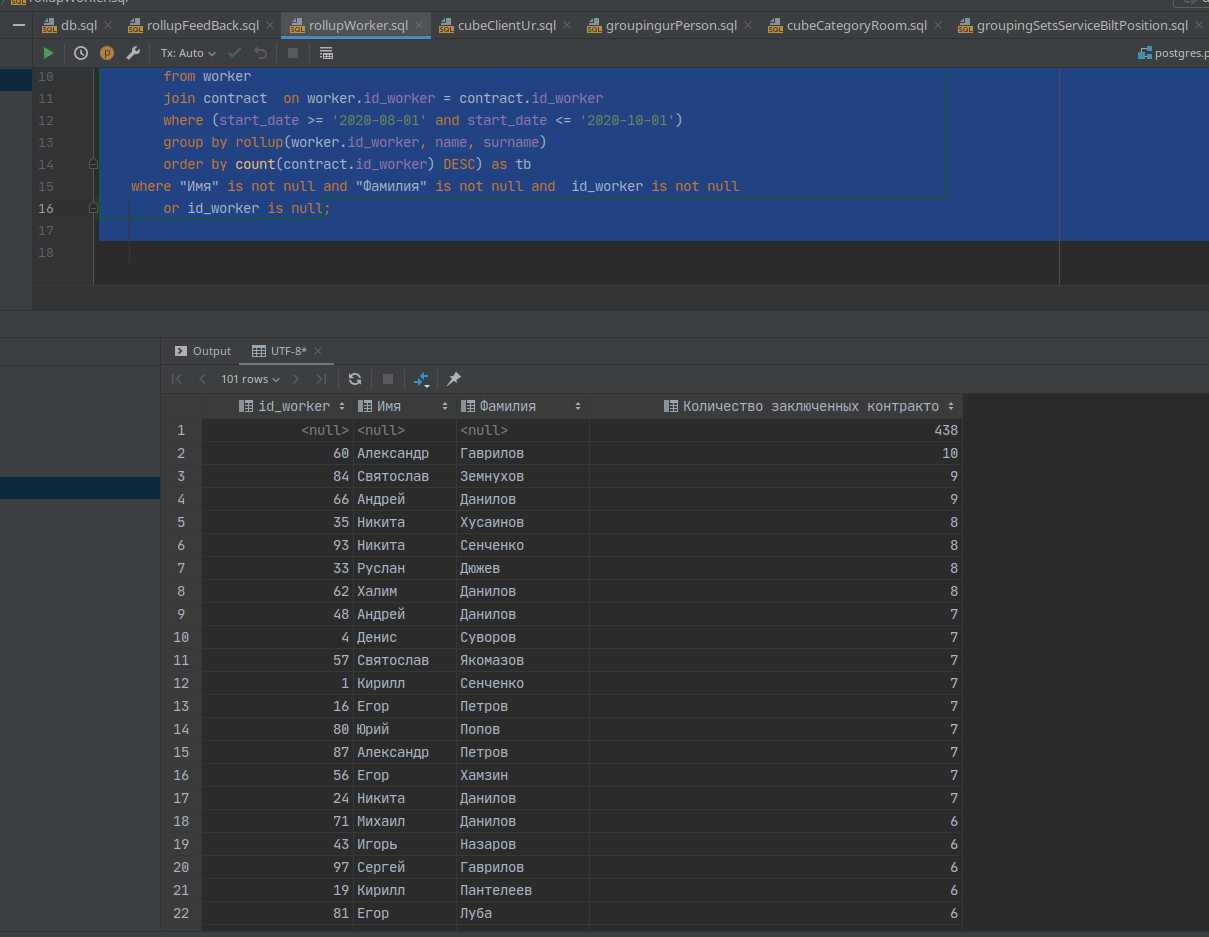 rollupWorker.sql
db.sql rollupFeedBack.sql rollupWorker.sql cubeClientUr.sql groupingurPerson.sql cubeCategoryRoom.sql groupingSetsServiceBiltPosition.sql
Tx: Auto postgres.p
10 from worker
11 join contract  on worker.id_worker = contract.id_worker
12 where (start_date >= '2020-08-01' and start_date <= '2020-10-01')
13 group by rollup(worker.id_worker, name, surname)
14 order by count(contract.id_worker) DESC) as tb
15 where "Имя" is not null and "Фамилия" is not null and  id_worker is not null
16 or id_worker is null;
17
18
Output UTF-8*
101 rows
id_worker Имя Фамилия Количество заключенных контракто
1 <null> <null> <null> 438
2 60 Александр Гаврилов 10
3 84 Святослав Земнухов 9
4 66 Андрей Данилов 9
5 35 Никита Хусаинов 8
6 93 Никита Сенченко 8
7 33 Руслан Дюжев 8
8 62 Халим Данилов 8
9 48 Андрей Данилов 7
10 4 Денис Суворов 7
11 57 Святослав Якомазов 7
12 1 Кирилл Сенченко 7
13 16 Егор Петров 7
14 80 Юрий Попов 7
15 87 Александр Петров 7
16 56 Егор Хамзин 7
17 24 Никита Данилов 7
18 71 Михаил Данилов 6
19 43 Игорь Назаров 6
20 97 Сергей Гаврилов 6
21 19 Кирилл Пантелеев 6
22 81 Егор Луба 6